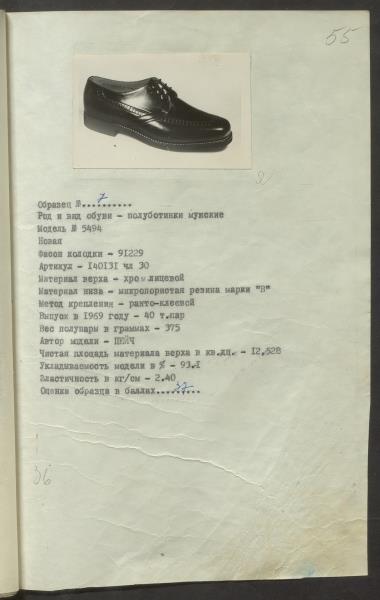 55
Образец №. 7 .........
Род и вид обуви - полуботинки мужские
Модель № 5494
Новая
Фасон колодки - 91229
Артикул - 140131 чл 30
Материал верха - хром лицевой
Материал низа - микропористая резина марки "В"
Метод крепления - ранто-клеевой
Выпуск в 1969 году - 40 т.пар
Вес полупары в граммах - 375
Автор модели - ПЕЙЧ
Чистая площадь материала верха в кв.дц. - 12,528
Укладываемость модели в % - 93.1
Эластичность в кг/см - 2.40
Оценка образца в баллах.... 37 ....
36